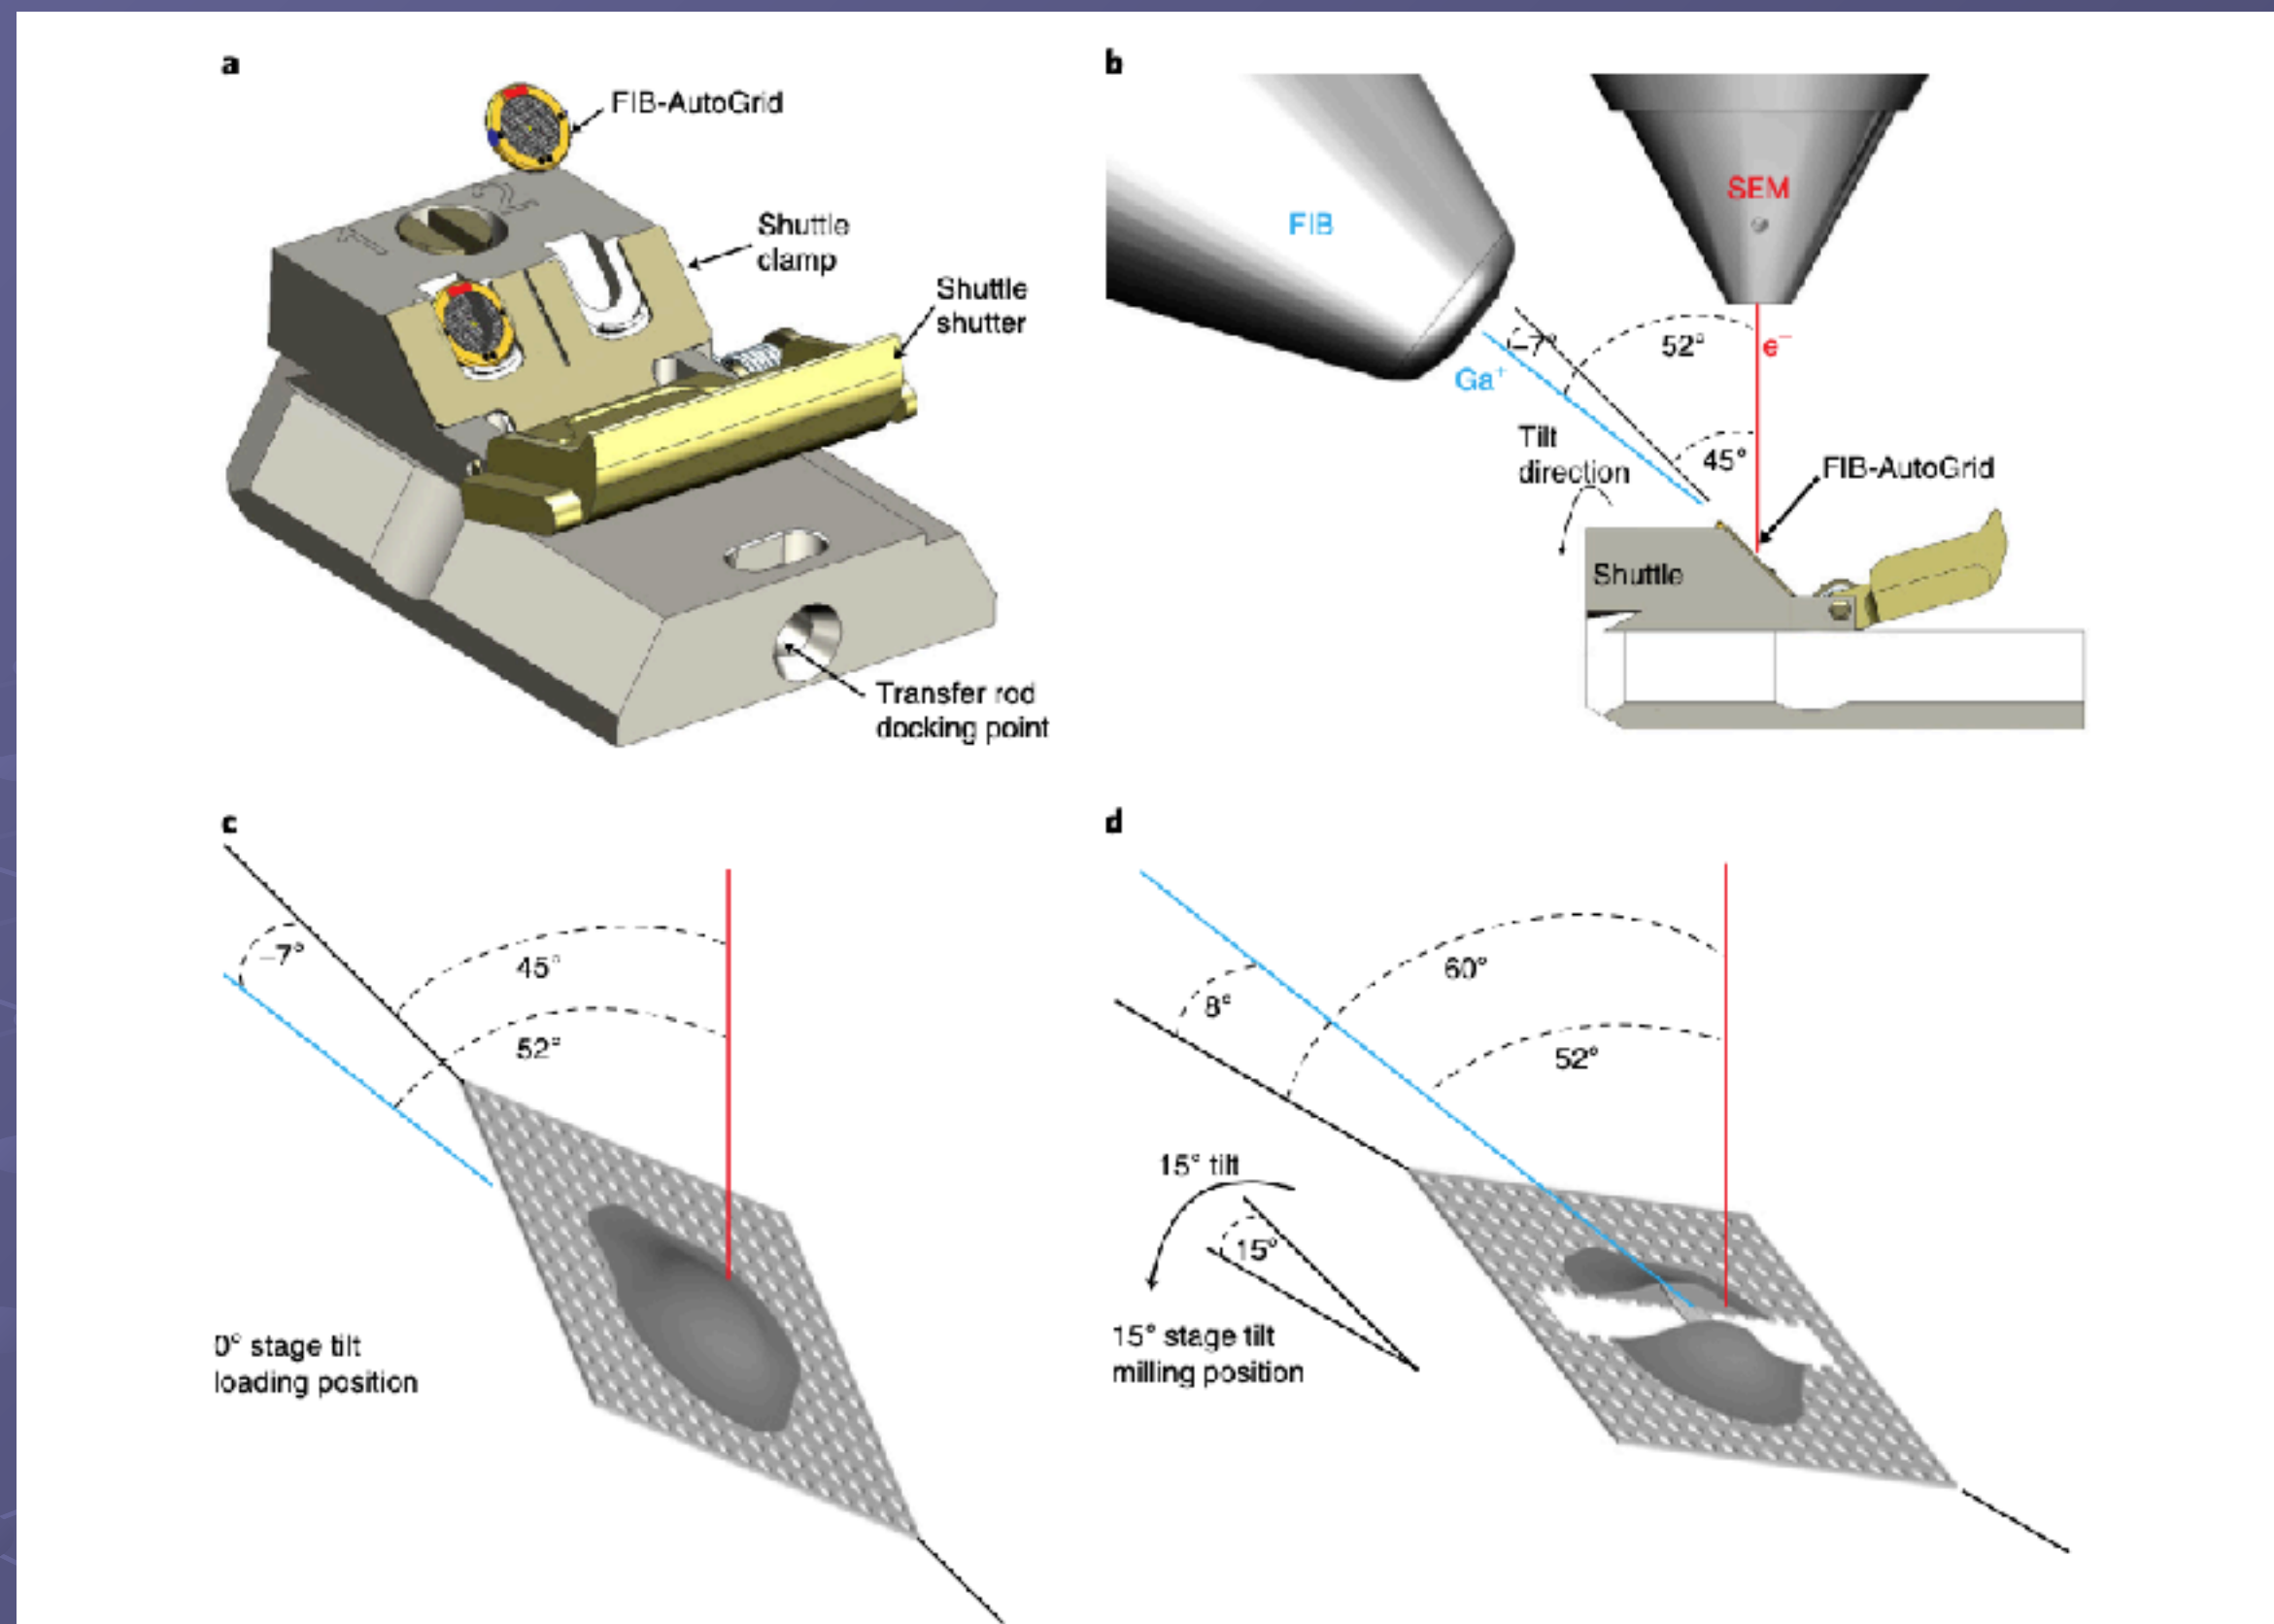 a
FIB-AutoGrid
2
1
Shuttle
clamp
Shuttle
shutter
Transfer rod
docking point
b
FIB
SEM
–7°
52°
e⁻
Ga⁺
Tilt
direction
45°
FIB-AutoGrid
Shuttle
c
–7°
45°
52°
0° stage tilt
loading position
d
60°
8°
52°
15° tilt
15°
15° stage tilt
milling position